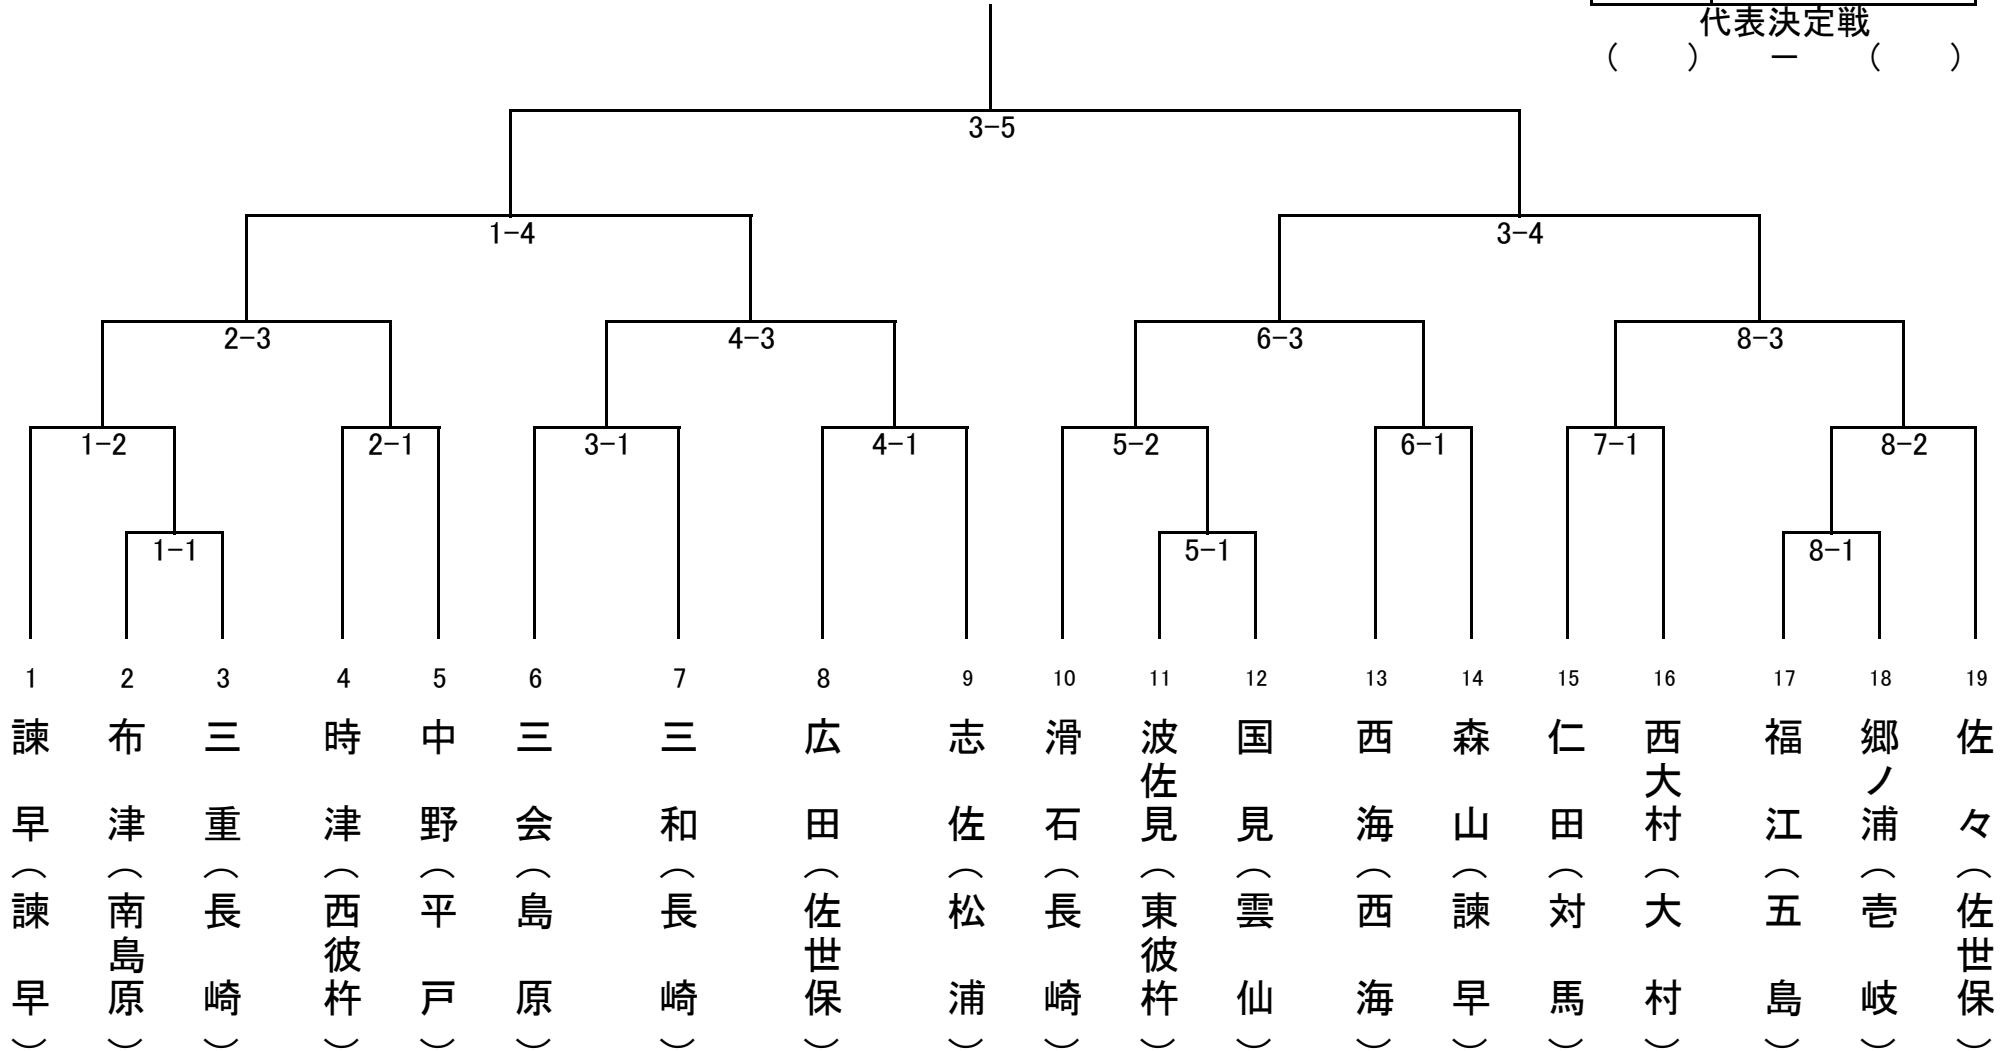 代表決定戦
（　　）　ー　（　　）
3-5
1-4
3-4
2-3
4-3
6-3
8-3
1-2
2-1
3-1
4-1
5-2
6-1
7-1
8-2
1-1
5-1
8-1
1
2
3
4
5
6
7
8
9
10
11
12
13
14
15
16
17
18
19
諫早（諫早）
布津（南島原）
三重（長崎）
時津（西彼杵）
中野（平戸）
三会（島原）
三和（長崎）
広田（佐世保）
志佐（松浦）
滑石（長崎）
波佐見（東彼杵）
国見（雲仙）
西海（西海）
森山（諫早）
仁田（対馬）
西大村（大村）
福江（五島）
郷ノ浦（壱岐）
佐々（佐世保）